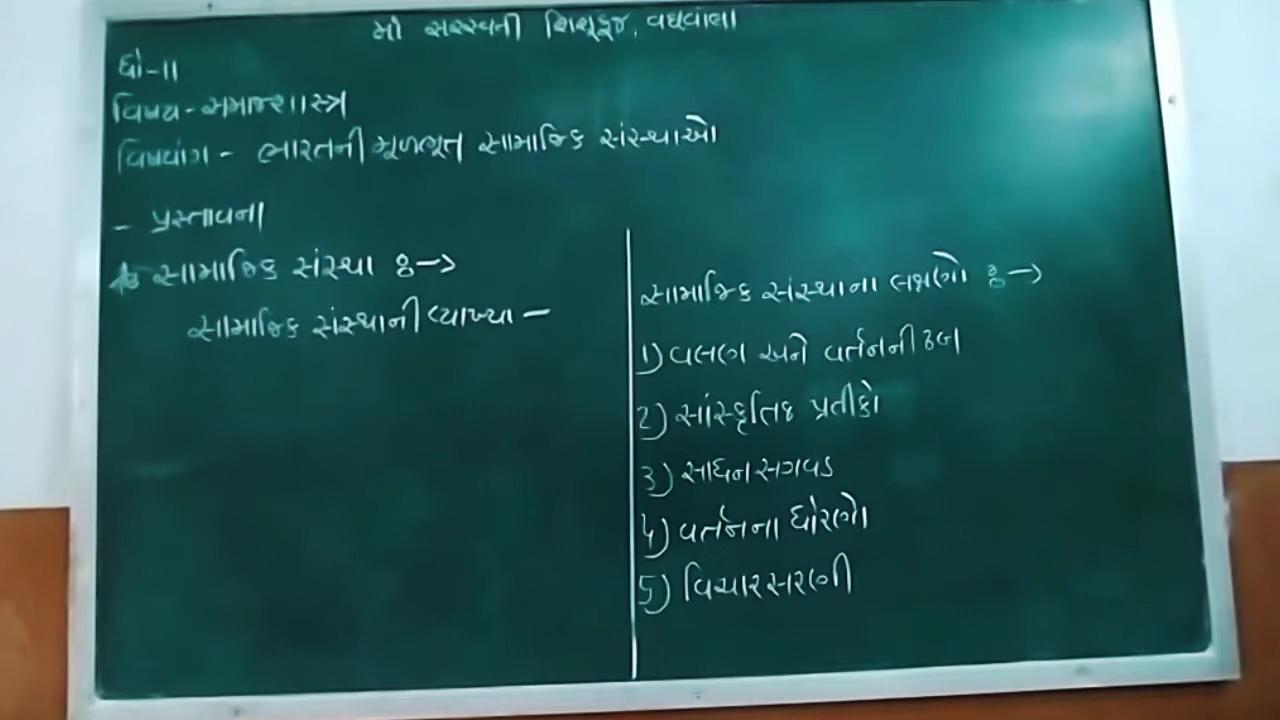 માઁ સરસ્વતી શિશુકુંજ, વઘવાલા
ધો-11
વિષય-સમાજશાસ્ત્ર
વિષયાંગ - ભારતની મૂળભૂત સામાજિક સંસ્થાઓ
- પ્રસ્તાવના
સામાજિક સંસ્થા ઃ->
સામાજિક સંસ્થાની વ્યાખ્યા -
સામાજિક સંસ્થાના લક્ષણો ઃ->
1) વલણ અને વર્તનની ઢબ
2) સાંસ્કૃતિક પ્રતીકો
3) સાધન સગવડ
4) વર્તનના ધોરણો
5) વિચારસરણી